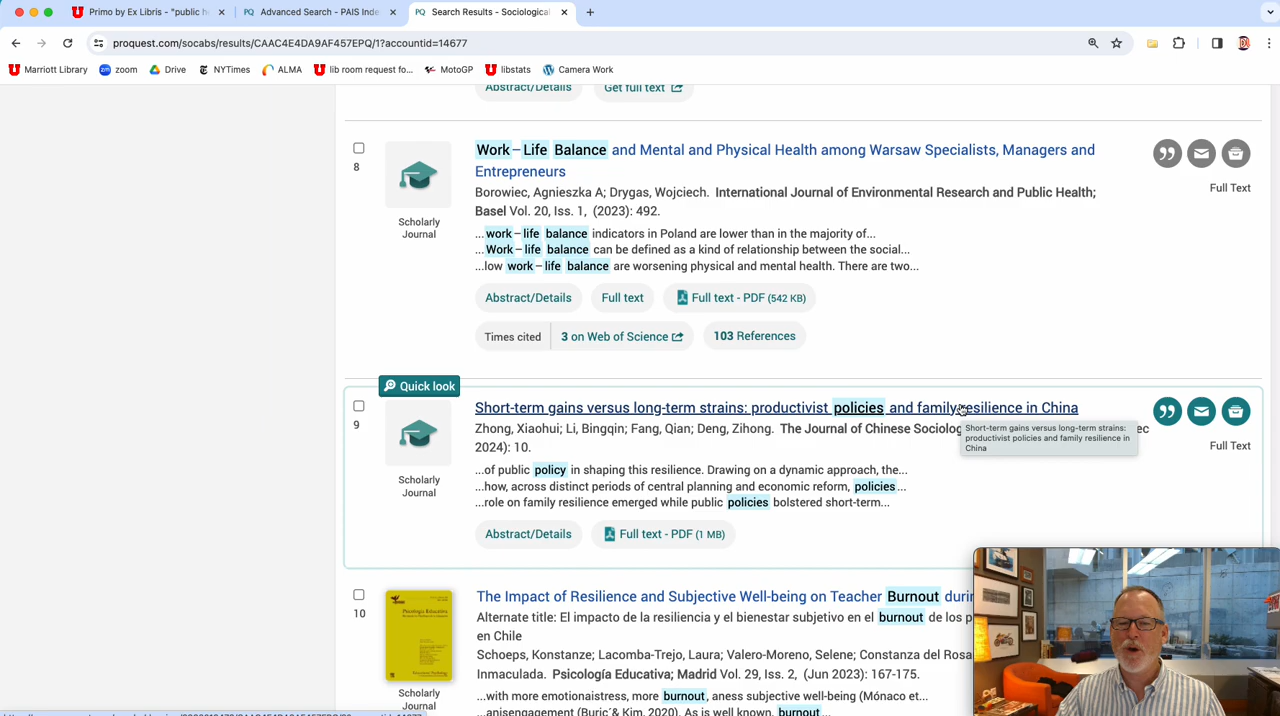 Primo by Ex Libris - "public h
Advanced Search - PAIS Inde
Search Results - Sociological
proquest.com/socabs/results/CAAC4E4DA9AF457EPQ/1?accountid=14677
Marriott Library
zoom
Drive
NYTimes
ALMA
lib room request fo...
MotoGP
libstats
Camera Work
Abstract/Details
Get full text
8
Scholarly
Journal
Work–Life Balance and Mental and Physical Health among Warsaw Specialists, Managers and
Entrepreneurs
Borowiec, Agnieszka A; Drygas, Wojciech. International Journal of Environmental Research and Public Health;
Basel Vol. 20, Iss. 1, (2023): 492.
...work–life balance indicators in Poland are lower than in the majority of...
...Work–life balance can be defined as a kind of relationship between the social...
...low work–life balance are worsening physical and mental health. There are two...
Abstract/Details
Full text
Full text - PDF (542 KB)
Times cited
3 on Web of Science
103 References
Full Text
Quick look
9
Scholarly
Journal
Short-term gains versus long-term strains: productivist policies and family resilience in China
Zhong, Xiaohui; Li, Bingqin; Fang, Qian; Deng, Zihong. The Journal of Chinese Sociolog
ec
2024): 10.
Short-term gains versus long-term strains:
productivist policies and family resilience in
China
...of public policy in shaping this resilience. Drawing on a dynamic approach, the...
...how, across distinct periods of central planning and economic reform, policies...
...role on family resilience emerged while public policies bolstered short-term...
Abstract/Details
Full text - PDF (1 MB)
Full Text
10
Scholarly
Journal
The Impact of Resilience and Subjective Well-being on Teacher Burnout durin
Alternate title: El impacto de la resiliencia y el bienestar subjetivo en el burnout de los p
en Chile
Schoeps, Konstanze; Lacomba-Trejo, Laura; Valero-Moreno, Selene; Constanza del Rosa
Inmaculada. Psicología Educativa; Madrid Vol. 29, Iss. 2, (Jun 2023): 167-175.
...with more emotionaistress, more burnout, aness subjective well-being (Mónaco et...
...anisengagement (Buric´& Kim, 2020). As is well known, burnout...